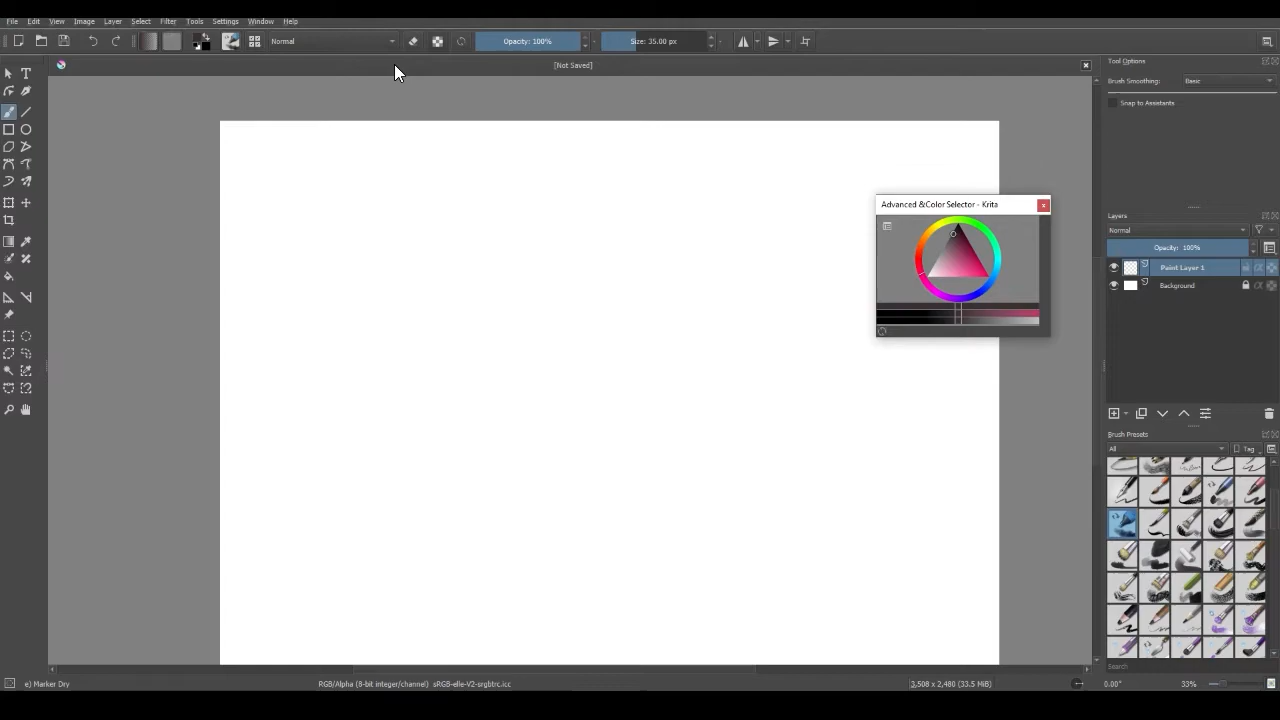 File Edit View Image Layer Select Filter Tools Settings Window Help
Normal Opacity: 100% Size: 35.00 px
[Not Saved]
Tool Options
Brush Smoothing: Basic
Snap to Assistants
Advanced &Color Selector - Krita
Layers
Normal
Opacity: 100%
Paint Layer 1
Background
Brush Presets
All Tag
Search
e) Marker Dry RGB/Alpha (8-bit integer/channel) sRGB-elle-V2-srgbtrc.icc 3,508 x 2,480 (33.5 MiB) 0.00° 33%